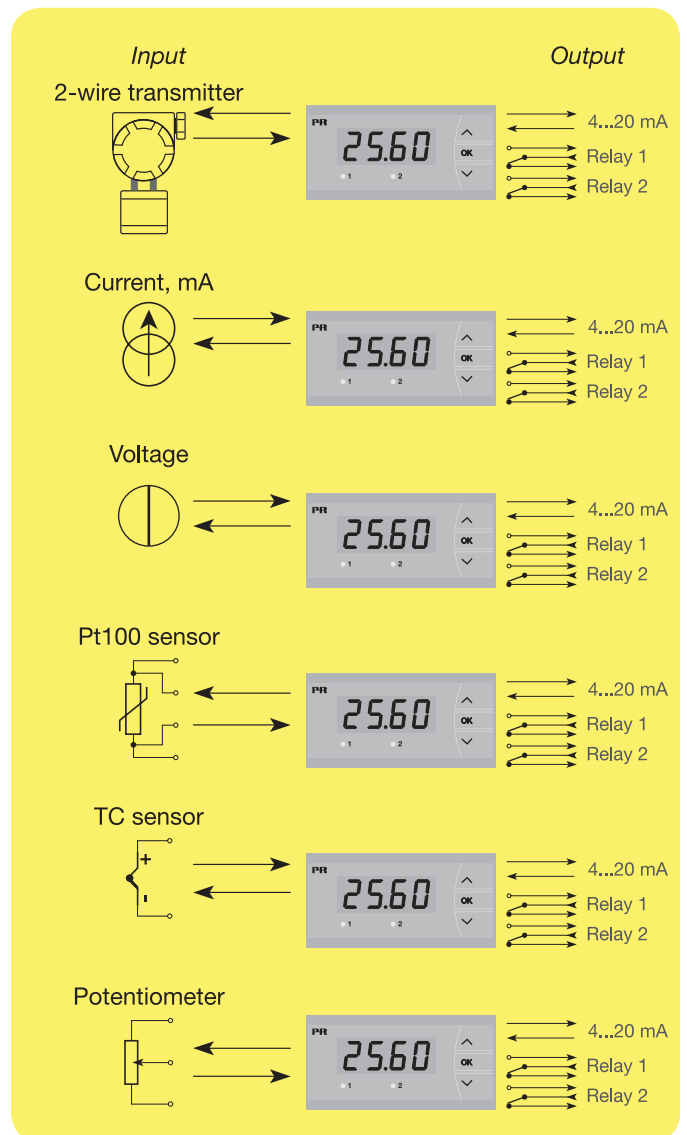 Input Output
2-wire transmitter
PR
25.60
OK
1 2
4...20 mA
Relay 1
Relay 2
Current, mA
PR
25.60
OK
1 2
4...20 mA
Relay 1
Relay 2
Voltage
PR
25.60
OK
1 2
4...20 mA
Relay 1
Relay 2
Pt100 sensor
PR
25.60
OK
1 2
4...20 mA
Relay 1
Relay 2
TC sensor
+
-
PR
25.60
OK
1 2
4...20 mA
Relay 1
Relay 2
Potentiometer
PR
25.60
OK
1 2
4...20 mA
Relay 1
Relay 2